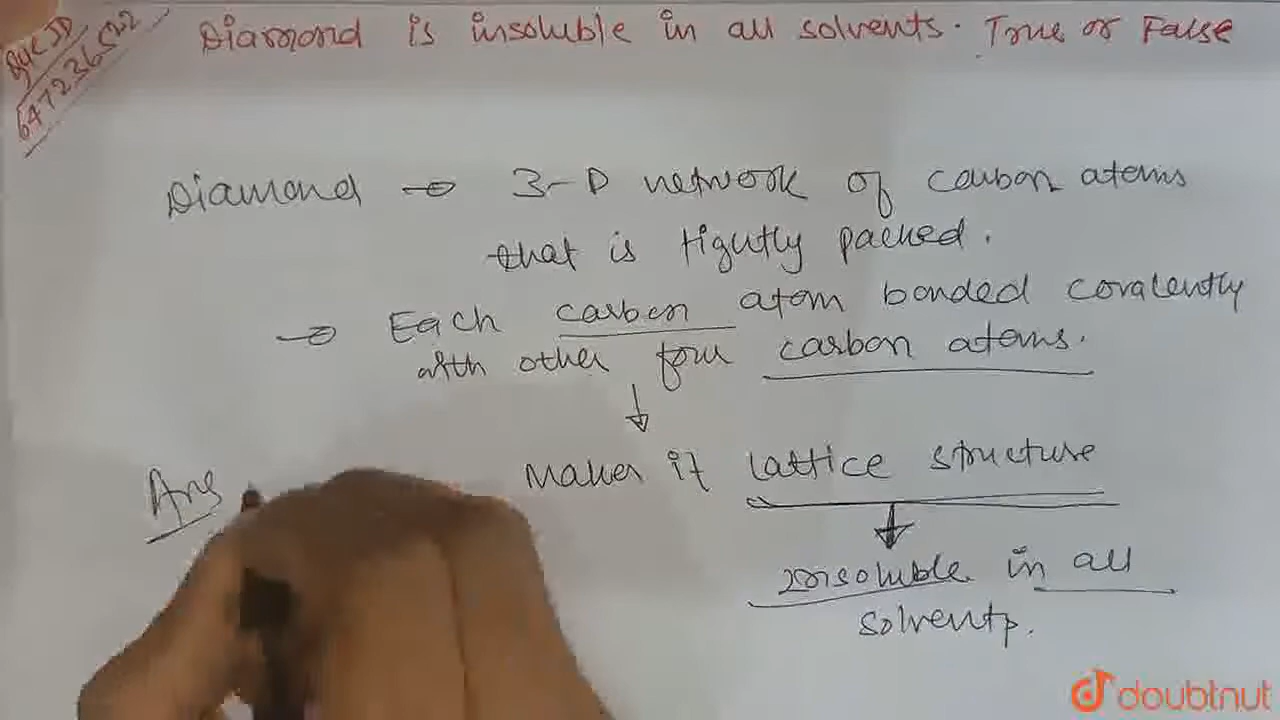 Diamond is insoluble in all solvents. True or False
647236522
Diamond → 3-D network of carbon atoms
that is tigutly packed.
→ Each carbon atom bonded covalently
with other four carbon atoms.
↓
Makes it lattice structure
↓
Insoluble in all
solvents.
Ans
doubtnut